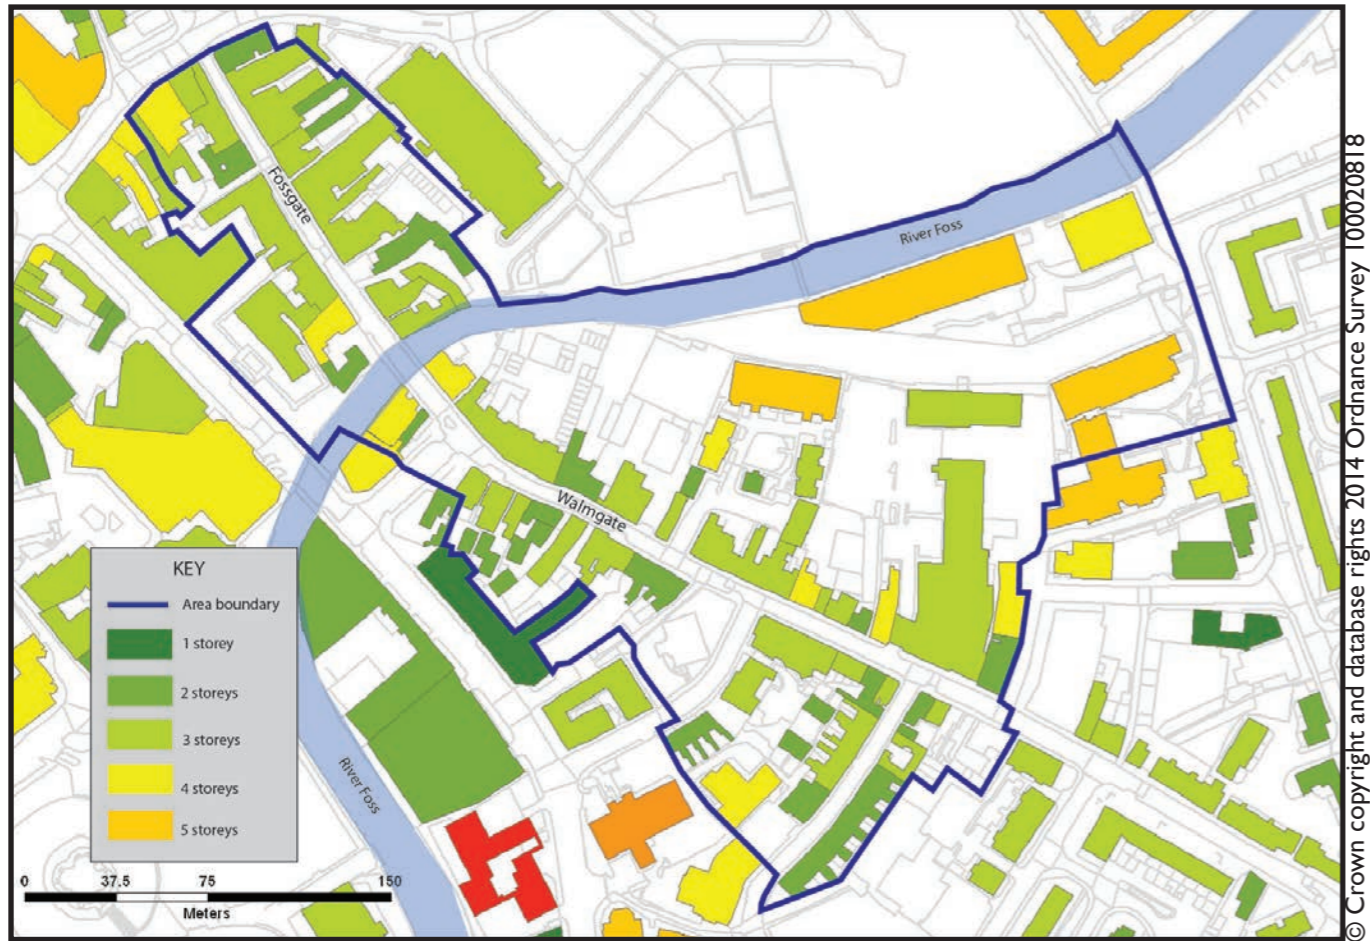 Fossgate
River Foss
Walmgate
KEY
Area boundary
1 storey
2 storeys
3 storeys
4 storeys
5 storeys
River Foss
0 37.5 75 150
Meters
© Crown copyright and database rights 2014 Ordnance Survey 100020818